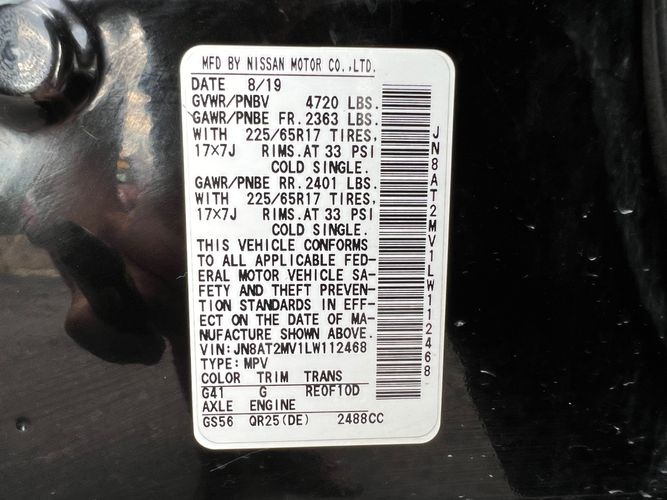 MFD BY NISSAN MOTOR CO.,LTD.
DATE 8/19
GVWR/PNBV 4720 LBS.
GAWR/PNBE FR.2363 LBS.
WITH 225/65R17 TIRES,
17×7J RIMS.AT 33 PSI
COLD SINGLE.
GAWR/PNBE RR.2401 LBS.
WITH 225/65R17 TIRES,
17×7J RIMS.AT 33 PSI
COLD SINGLE.
THIS VEHICLE CONFORMS
TO ALL APPLICABLE FED-
ERAL MOTOR VEHICLE SA-
FETY AND THEFT PREVEN-
TION STANDARDS IN EFF-
ECT ON THE DATE OF MA-
NUFACTURE SHOWN ABOVE.
VIN:JN8AT2MV1LW112468
TYPE:MPV
COLOR TRIM TRANS
G41 G RE0F10D
AXLE ENGINE
GS56 QR25(DE) 2488CC
JN8AT2MV1LW112468